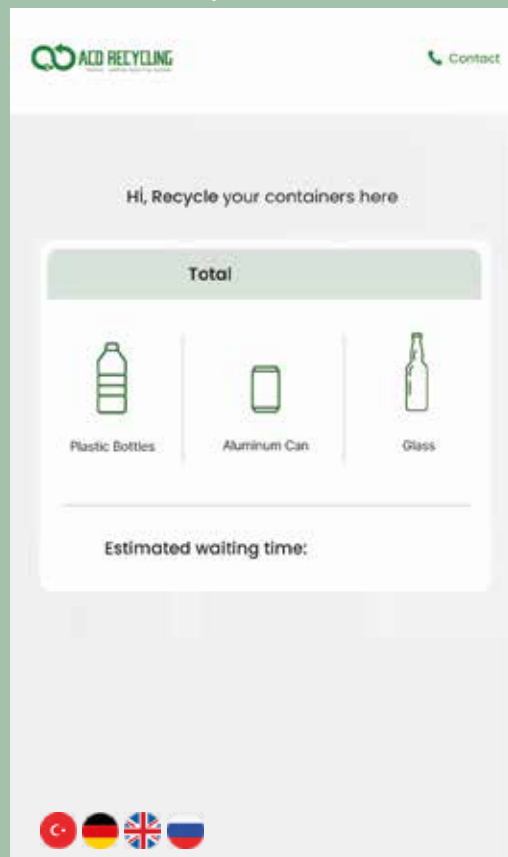 ACD RECYCLING
Contact
Hi, Recycle your containers here
Total
Plastic Bottles
Aluminum Can
Glass
Estimated waiting time: